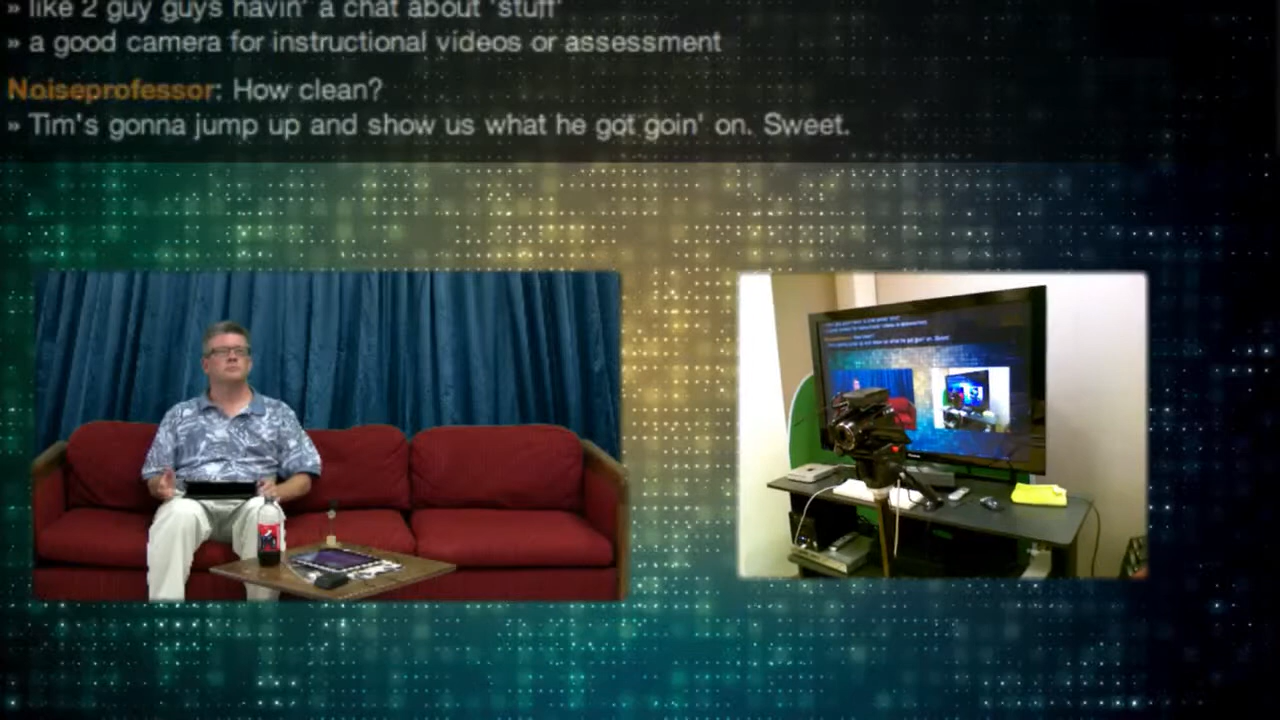 » like 2 guy guys havin' a chat about 'stuff'
» a good camera for instructional videos or assessment
Noiseprofessor: How clean?
» Tim's gonna jump up and show us what he got goin' on. Sweet.